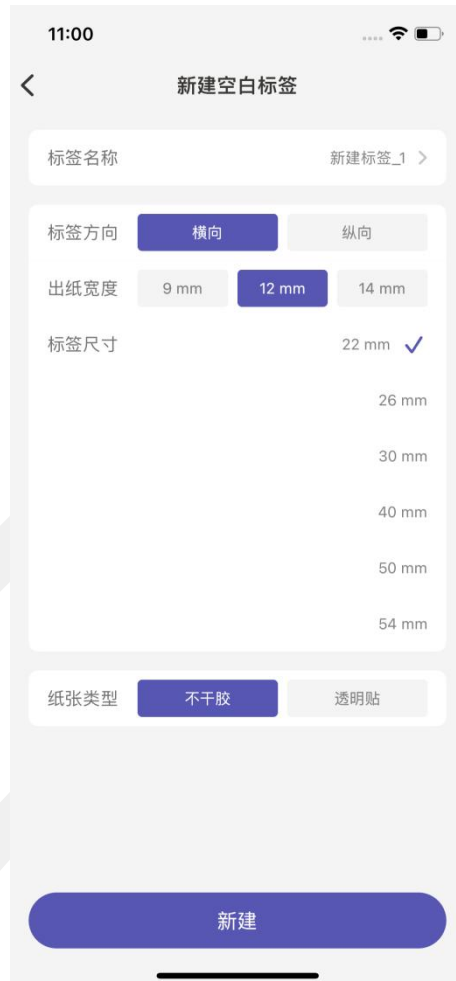 11:00
新建空白标签
标签名称 新建标签_1
标签方向 横向 纵向
出纸宽度 9 mm 12 mm 14 mm
标签尺寸 22 mm
26 mm
30 mm
40 mm
50 mm
54 mm
纸张类型 不干胶 透明贴
新建